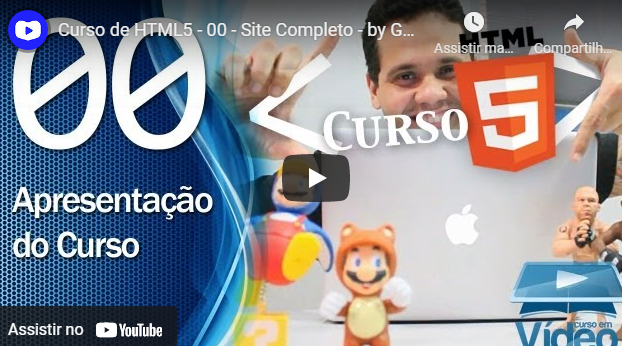 Curso de HTML5 - 00 - Site Completo - by G...
Assistir ma...
Compartilh...
00
HTML
CURSO
5
Apresentação
do Curso
?
curso em
Vídeo
Assistir no YouTube